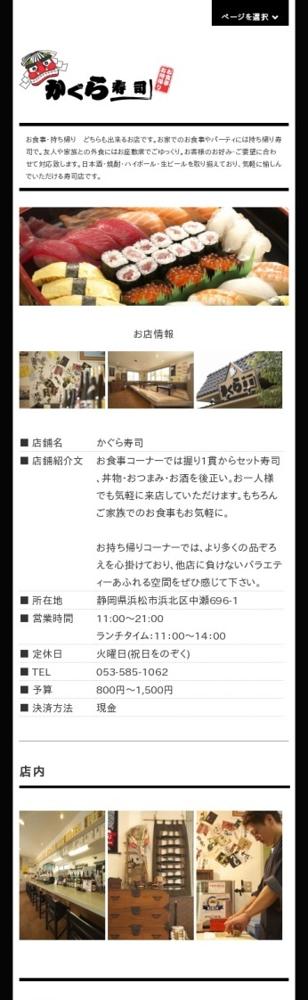 ページを選択
かぐら寿司
お食事
お持帰り
お食事・持ち帰り　どちらも出来るお店です。お家でのお食事やパーティには持ち帰り寿
司で。友人や家族との外食にはお座敷席でごゆっくり。お客様のお好み・ご要望に合わ
せて対応致します。日本酒・焼酎・ハイボール・生ビールを取り揃えており、気軽に愉しん
でいただける寿司店です。
お店情報
■ 店舗名　かぐら寿司
■ 店舗紹介文　お食事コーナーでは握り1貫からセット寿司
、丼物・おつまみ・お酒を後正い。お一人様
でも気軽に来店していただけます。もちろん
ご家族でのお食事もお気軽に。
お持ち帰りコーナーでは、より多くの品ぞろ
えを心掛けており、他店に負けないバラエテ
ィーあふれる空間をぜひ感じて下さい。
■ 所在地　静岡県浜松市浜北区中瀬696-1
■ 営業時間　11:00～21:00
ランチタイム：11：00～14：00
■ 定休日　火曜日(祝日をのぞく)
■ TEL　053-585-1062
■ 予算　800円～1,500円
■ 決済方法　現金
店内